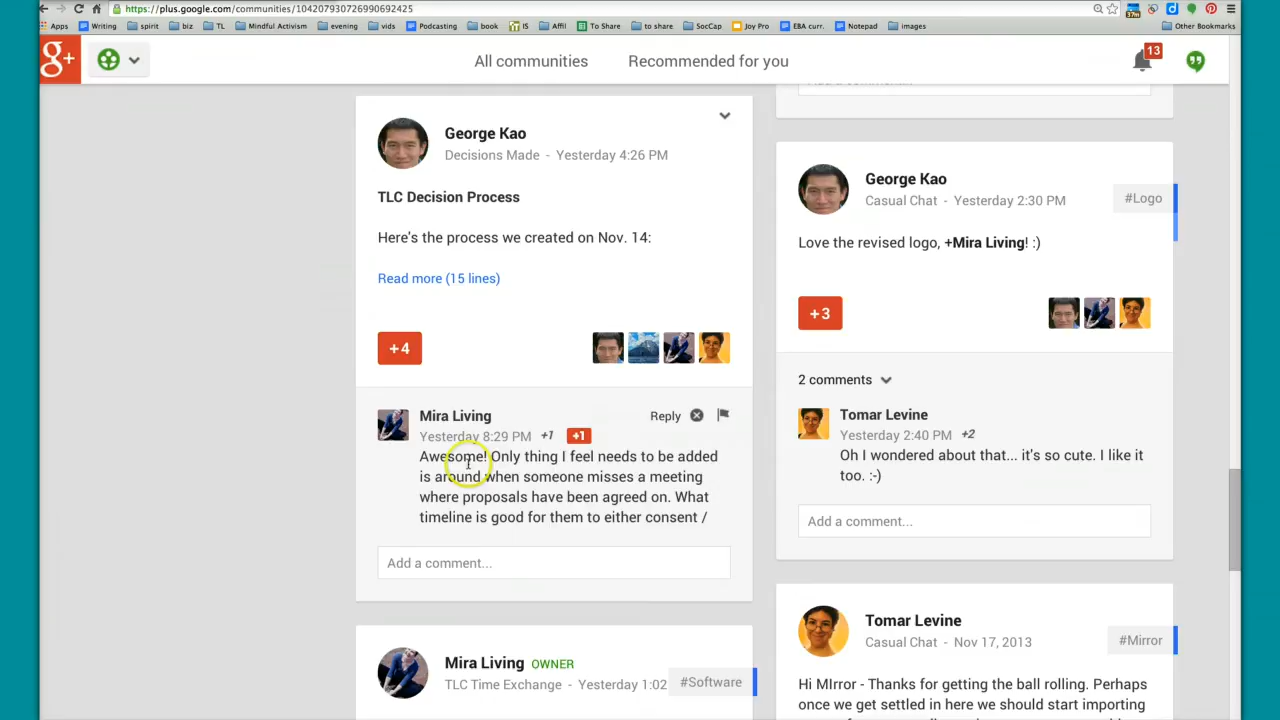 https://plus.google.com/communities/104207930726990692425
37m
Apps Writing spirit biz TL Mindful Activism evening vids Podcasting book IS Affil To Share to share SocCap Joy Pro EBA curr. Notepad images Other Bookmarks
g+
All communities Recommended for you
13
George Kao
Decisions Made - Yesterday 4:26 PM
TLC Decision Process
Here's the process we created on Nov. 14:
Read more (15 lines)
+4
Mira Living Reply
Yesterday 8:29 PM +1 +1
Awesome! Only thing I feel needs to be added
is around when someone misses a meeting
where proposals have been agreed on. What
timeline is good for them to either consent /
Add a comment...
Mira Living OWNER
TLC Time Exchange - Yesterday 1:02
#Software
George Kao
Casual Chat - Yesterday 2:30 PM
#Logo
Love the revised logo, +Mira Living! :)
+3
2 comments
Tomar Levine
Yesterday 2:40 PM +2
Oh I wondered about that... it's so cute. I like it
too. :-)
Add a comment...
Tomar Levine
Casual Chat - Nov 17, 2013
#Mirror
Hi MIrror - Thanks for getting the ball rolling. Perhaps
once we get settled in here we should start importing